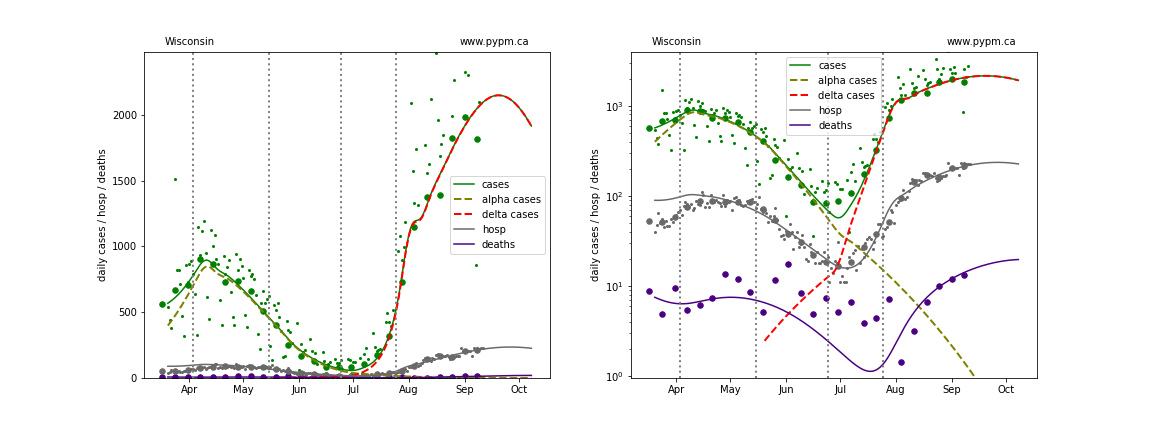 Wisconsin www.pypm.ca
daily cases / hosp / deaths
2000
1500
1000
500
0
cases
alpha cases
delta cases
hosp
deaths
Apr May Jun Jul Aug Sep Oct
Wisconsin www.pypm.ca
daily cases / hosp / deaths
10³
10²
10¹
10⁰
cases
alpha cases
delta cases
hosp
deaths
Apr May Jun Jul Aug Sep Oct